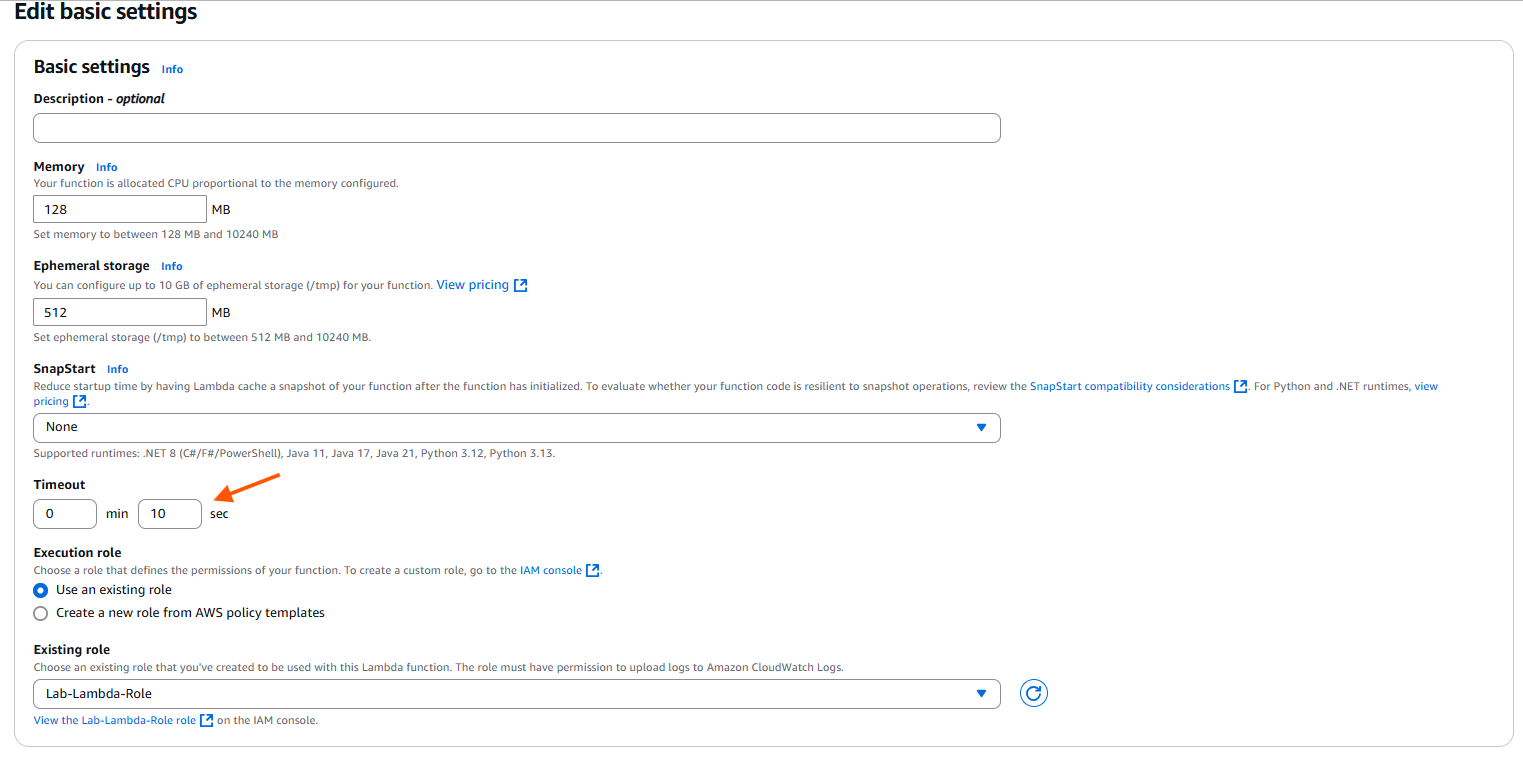 Edit basic settings
Basic settings Info
Description - optional
Memory Info
Your function is allocated CPU proportional to the memory configured.
128 MB
Set memory to between 128 MB and 10240 MB
Ephemeral storage Info
You can configure up to 10 GB of ephemeral storage (/tmp) for your function. View pricing
512 MB
Set ephemeral storage (/tmp) to between 512 MB and 10240 MB.
SnapStart Info
Reduce startup time by having Lambda cache a snapshot of your function after the function has initialized. To evaluate whether your function code is resilient to snapshot operations, review the SnapStart compatibility considerations. For Python and .NET runtimes, view
pricing.
None
Supported runtimes: .NET 8 (C#/F#/PowerShell), Java 11, Java 17, Java 21, Python 3.12, Python 3.13.
Timeout
0 min 10 sec
Execution role
Choose a role that defines the permissions of your function. To create a custom role, go to the IAM console.
Use an existing role
Create a new role from AWS policy templates
Existing role
Choose an existing role that you've created to be used with this Lambda function. The role must have permission to upload logs to Amazon CloudWatch Logs.
Lab-Lambda-Role
View the Lab-Lambda-Role role on the IAM console.